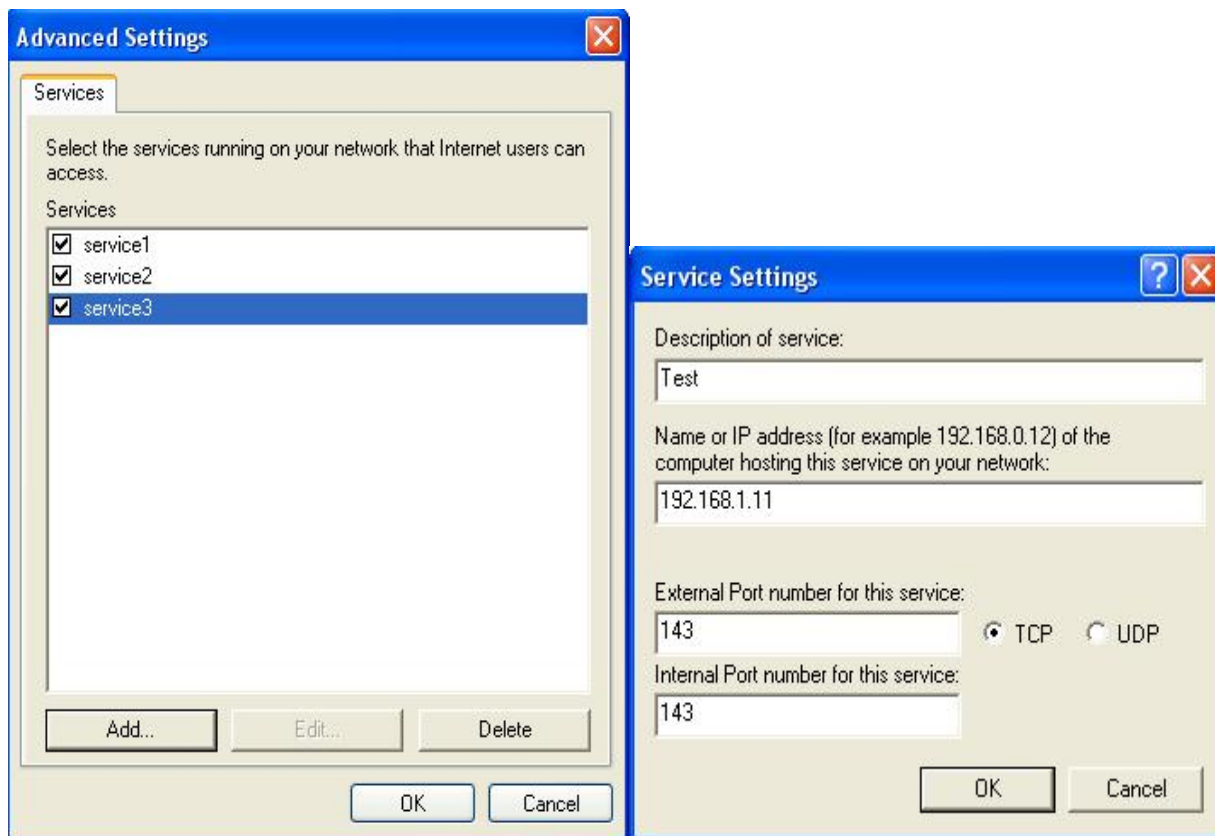 Advanced Settings
Services
Select the services running on your network that Internet users can
access.
Services
service1
service2
service3
Add...
Edit...
Delete
OK
Cancel
Service Settings
Description of service:
Test
Name or IP address (for example 192.168.0.12) of the
computer hosting this service on your network:
192.168.1.11
External Port number for this service:
143
TCP
UDP
Internal Port number for this service:
143
OK
Cancel